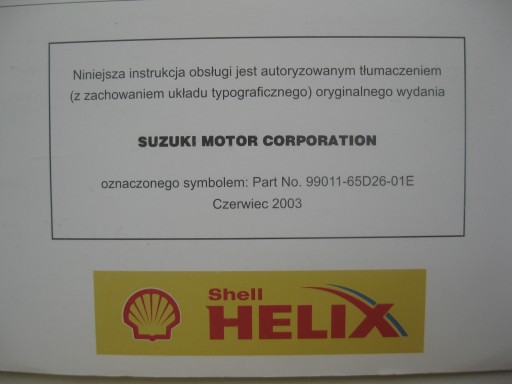 Niniejsza instrukcja obsługi jest autoryzowanym tłumaczeniem
(z zachowaniem układu typograficznego) oryginalnego wydania
SUZUKI MOTOR CORPORATION
oznaczonego symbolem: Part No. 99011-65D26-01E
Czerwiec 2003
Shell
HELIX